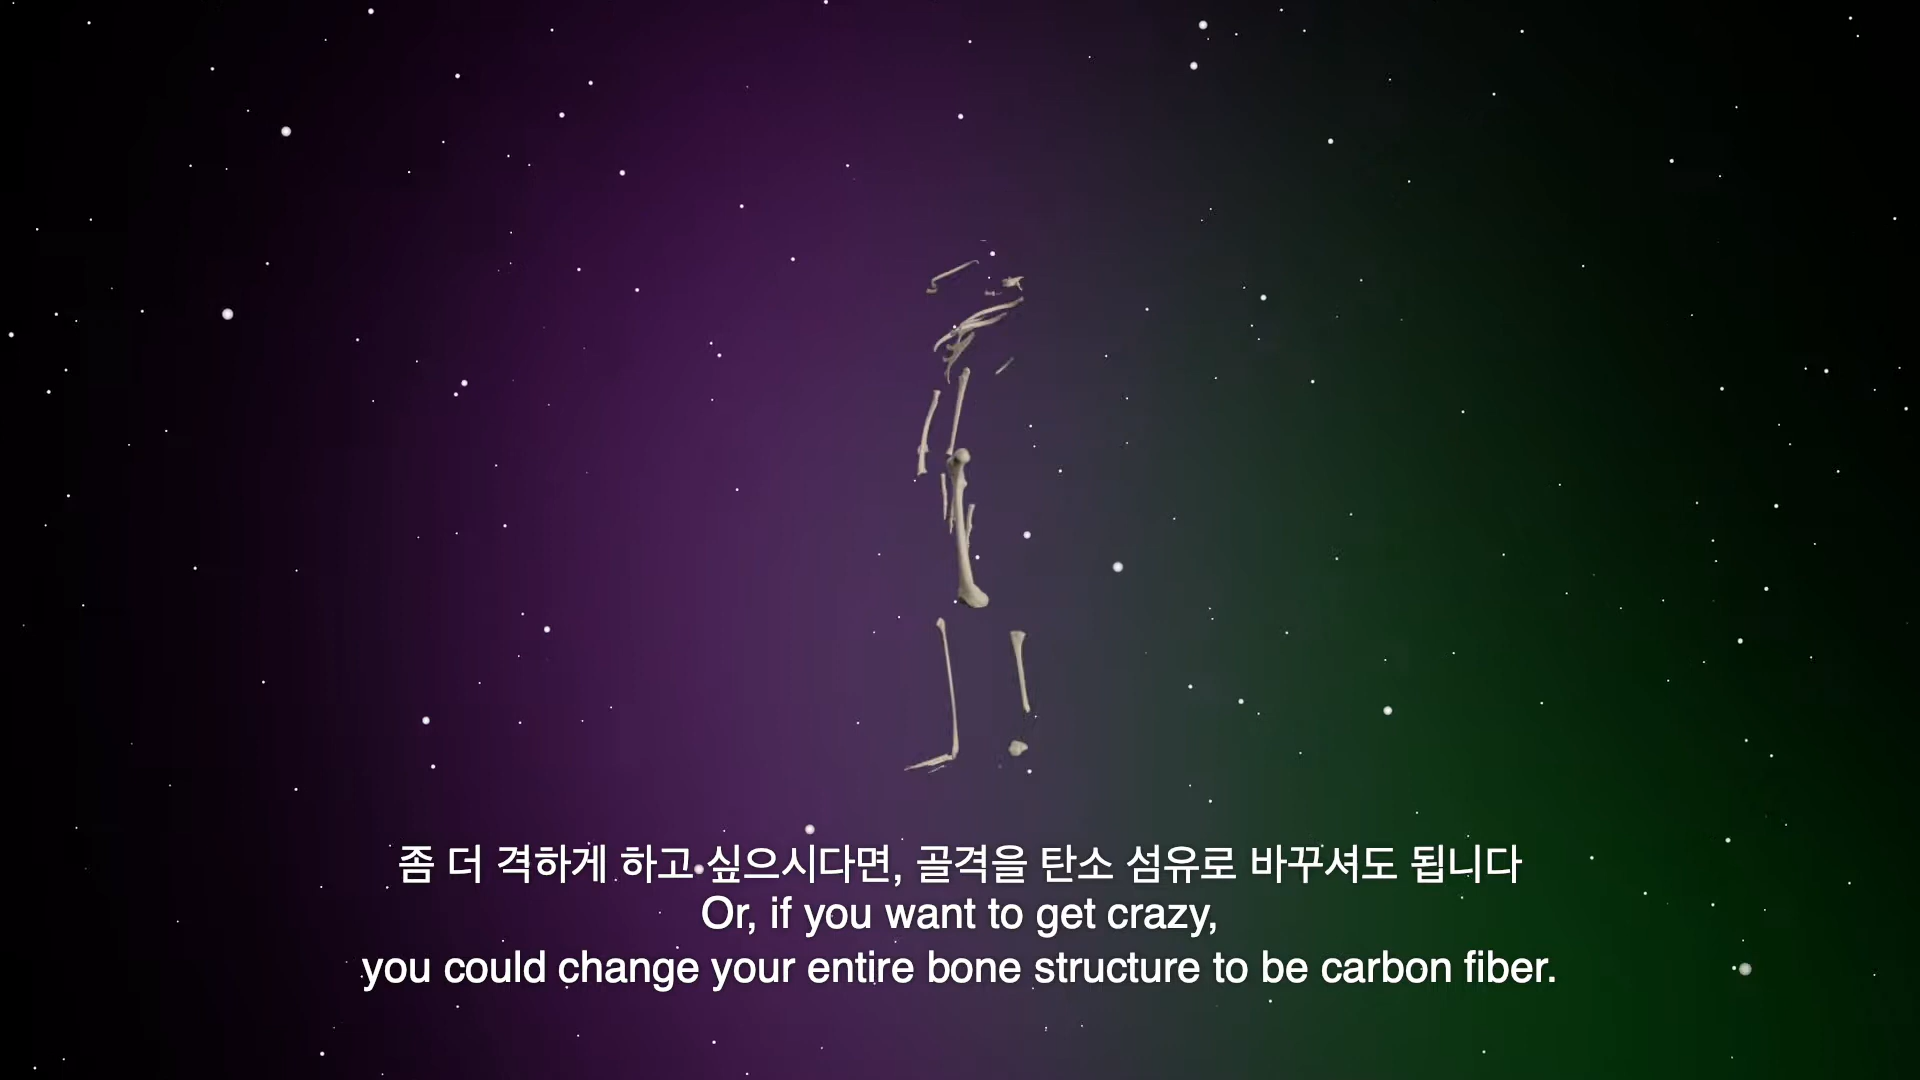 좀 더 격하게 하고 싶으시다면, 골격을 탄소 섬유로 바꾸셔도 됩니다
Or, if you want to get crazy,
you could change your entire bone structure to be carbon fiber.